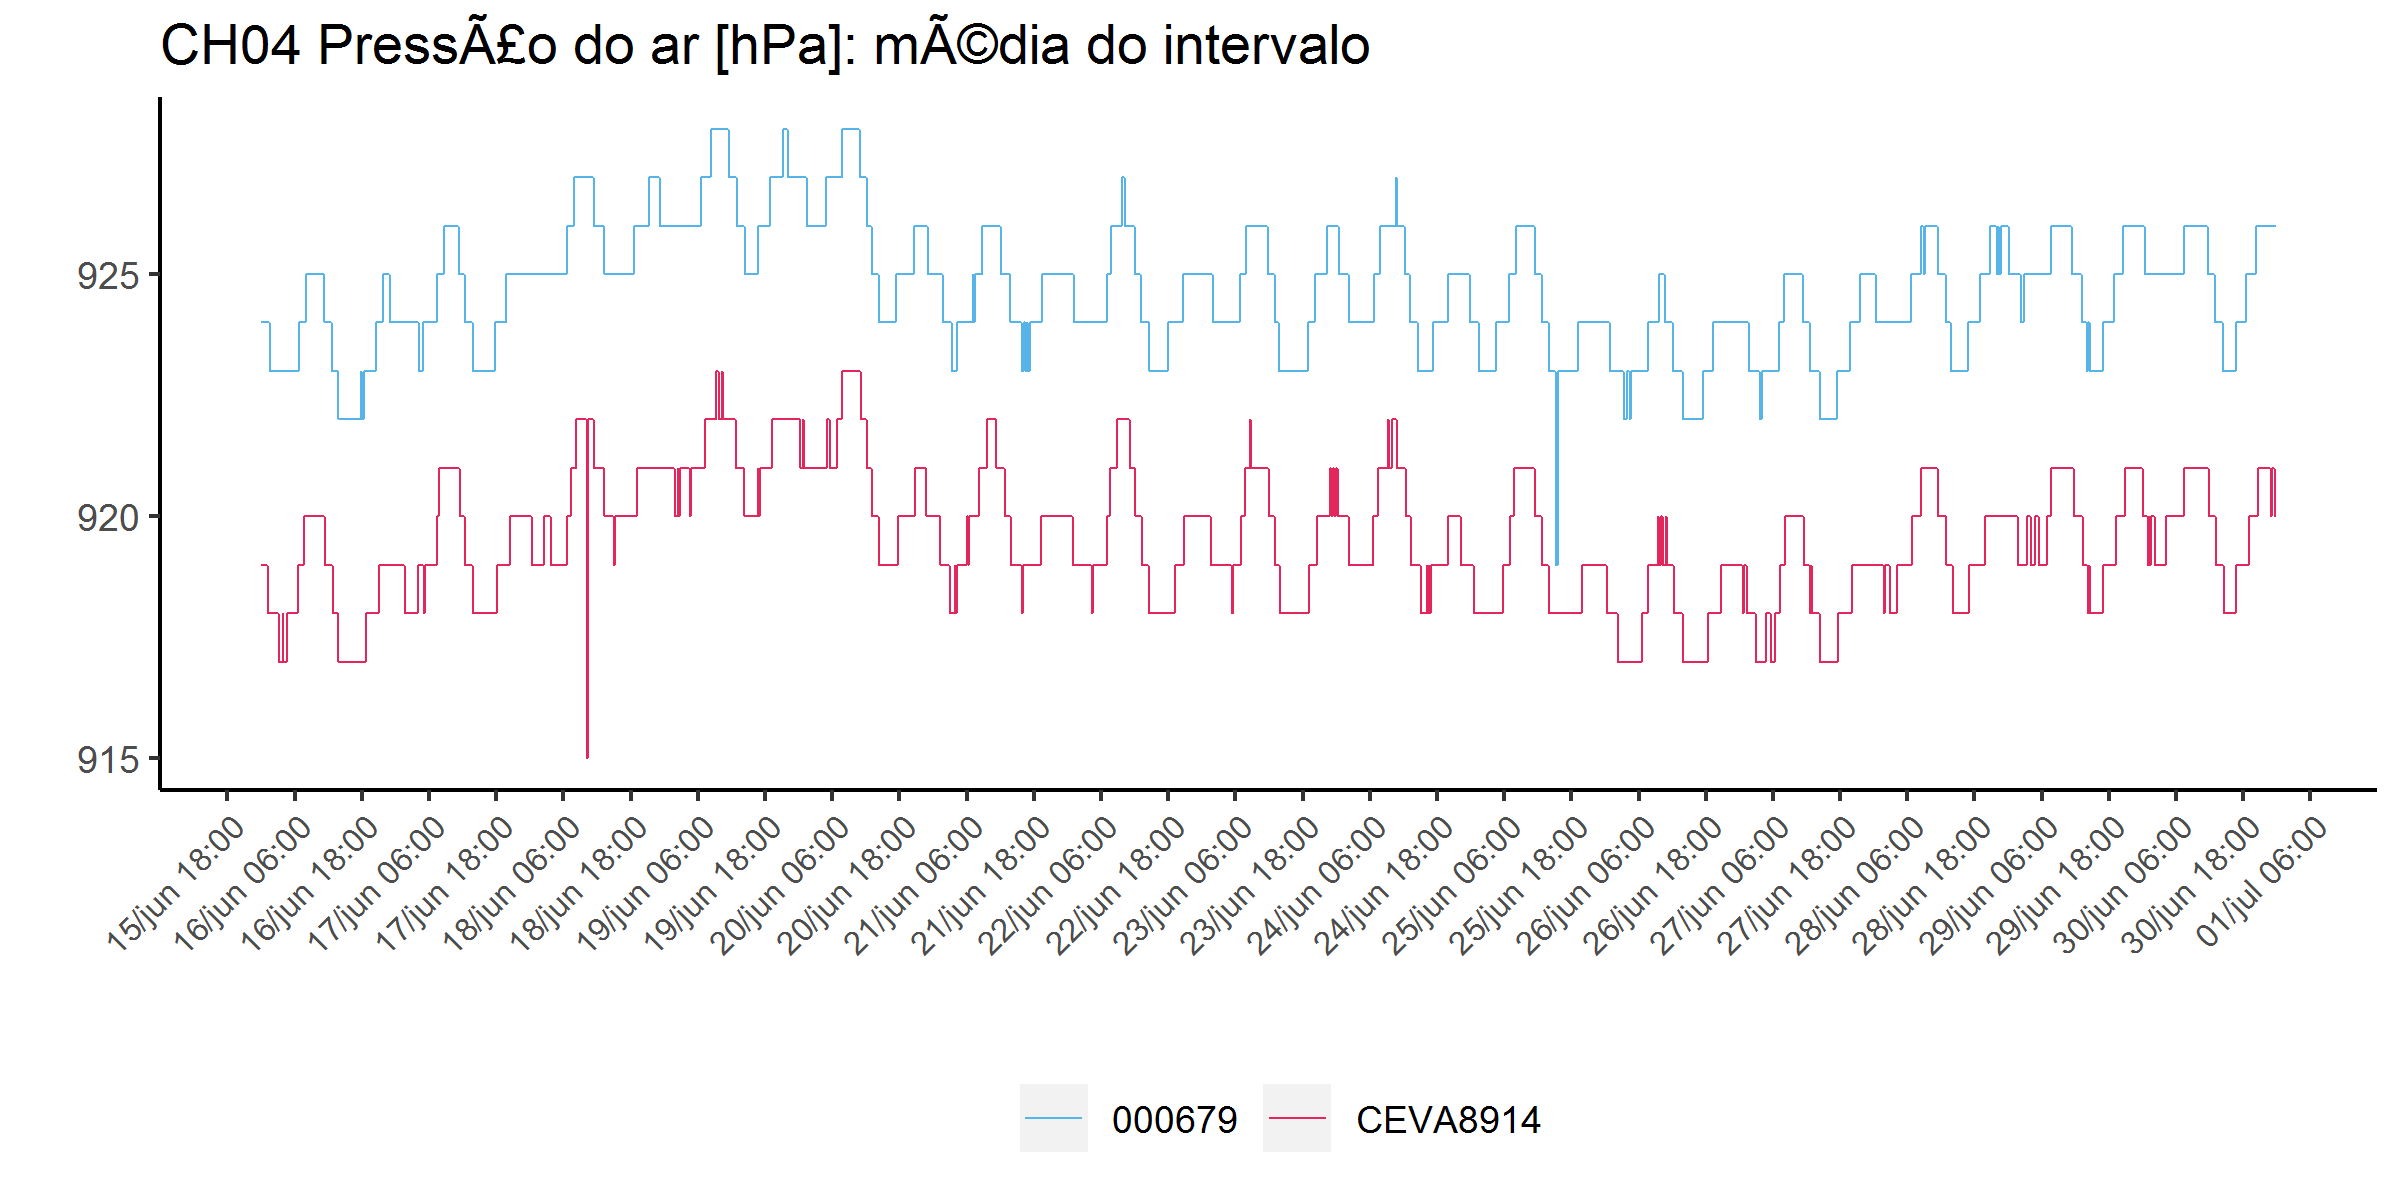 CH04 PressÃ£o do ar [hPa]: mÃ©dia do intervalo
925
920
915
15/jun 18:00
16/jun 06:00
16/jun 18:00
17/jun 06:00
17/jun 18:00
18/jun 06:00
18/jun 18:00
19/jun 06:00
19/jun 18:00
20/jun 06:00
20/jun 18:00
21/jun 06:00
21/jun 18:00
22/jun 06:00
22/jun 18:00
23/jun 06:00
23/jun 18:00
24/jun 06:00
24/jun 18:00
25/jun 06:00
25/jun 18:00
26/jun 06:00
26/jun 18:00
27/jun 06:00
27/jun 18:00
28/jun 06:00
28/jun 18:00
29/jun 06:00
29/jun 18:00
30/jun 06:00
30/jun 18:00
01/jul 06:00
000679
CEVA8914